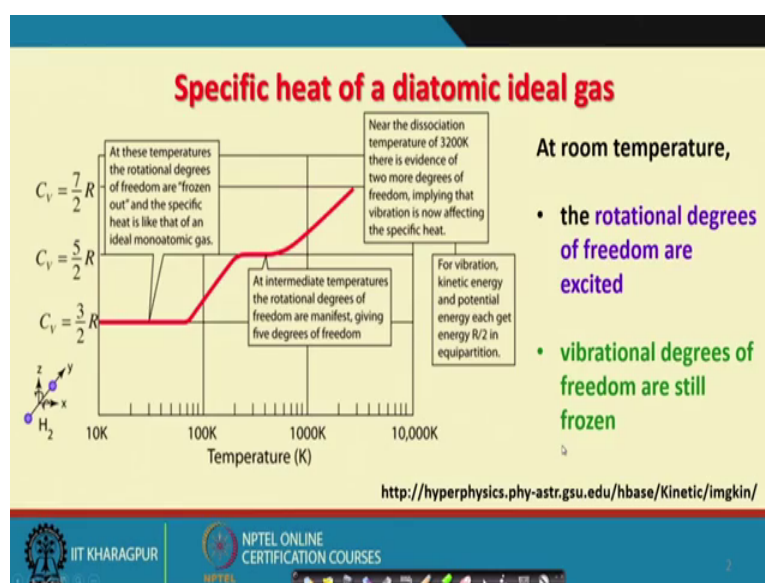 Specific heat of a diatomic ideal gas
At these temperatures
the rotational degrees
of freedom are "frozen
out" and the specific
heat is like that of an
ideal monoatomic gas.
Near the dissociation
temperature of 3200K
there is evidence of
two more degrees of
freedom, implying that
vibration is now affecting
the specific heat.
C_V = 7/2 R
C_V = 5/2 R
C_V = 3/2 R
At intermediate temperatures
the rotational degrees of
freedom are manifest, giving
five degrees of freedom
For vibration,
kinetic energy
and potential
energy each get
energy R/2 in
equipartition.
z
y
x
H2
10K
100K
1000K
10,000K
Temperature (K)
At room temperature,
• the rotational degrees
of freedom are
excited
• vibrational degrees of
freedom are still
frozen
http://hyperphysics.phy-astr.gsu.edu/hbase/Kinetic/imgkin/
IIT KHARAGPUR
NPTEL
NPTEL ONLINE
CERTIFICATION COURSES
2